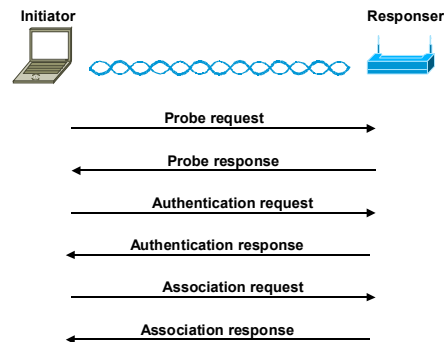 Initiator
Responser
Probe request
Probe response
Authentication request
Authentication response
Association request
Association response